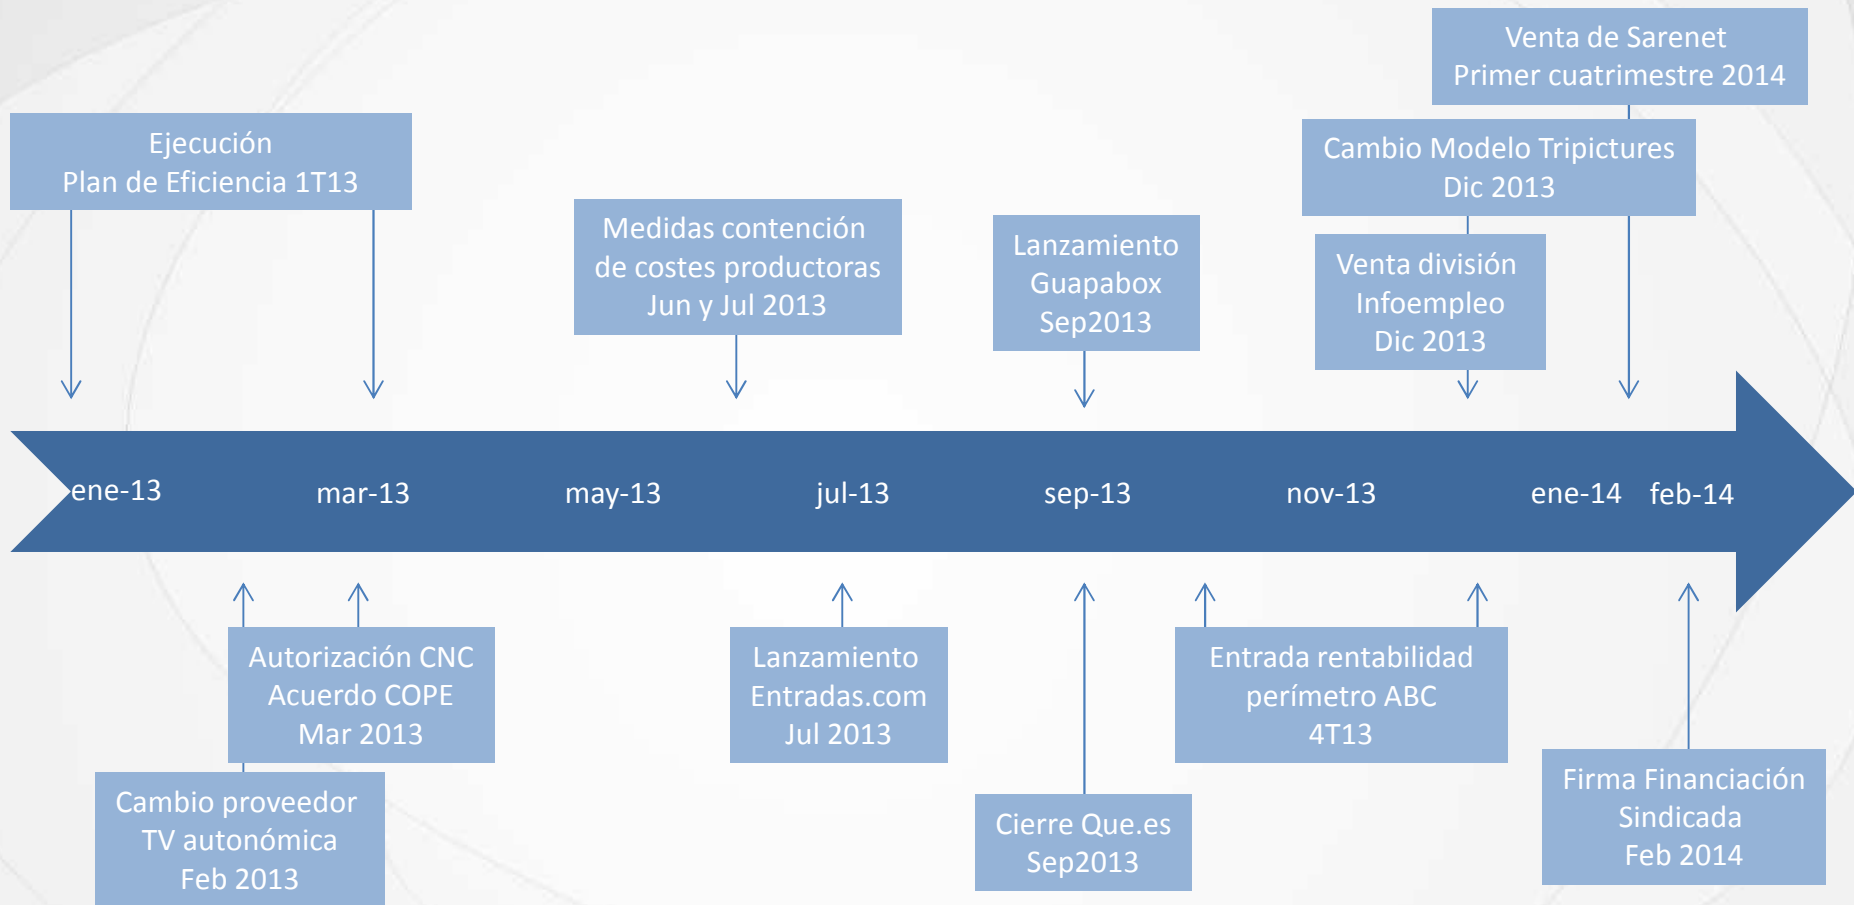 Venta de Sarenet
Primer cuatrimestre 2014
Ejecución
Plan de Eficiencia 1T13
Cambio Modelo Tripictures
Dic 2013
Medidas contención
de costes productoras
Jun y Jul 2013
Lanzamiento
Guapabox
Sep2013
Venta división
Infoempleo
Dic 2013
ene-13
mar-13
may-13
jul-13
sep-13
nov-13
ene-14
feb-14
Autorización CNC
Acuerdo COPE
Mar 2013
Lanzamiento
Entradas.com
Jul 2013
Entrada rentabilidad
perímetro ABC
4T13
Cambio proveedor
TV autonómica
Feb 2013
Cierre Que.es
Sep2013
Firma Financiación
Sindicada
Feb 2014